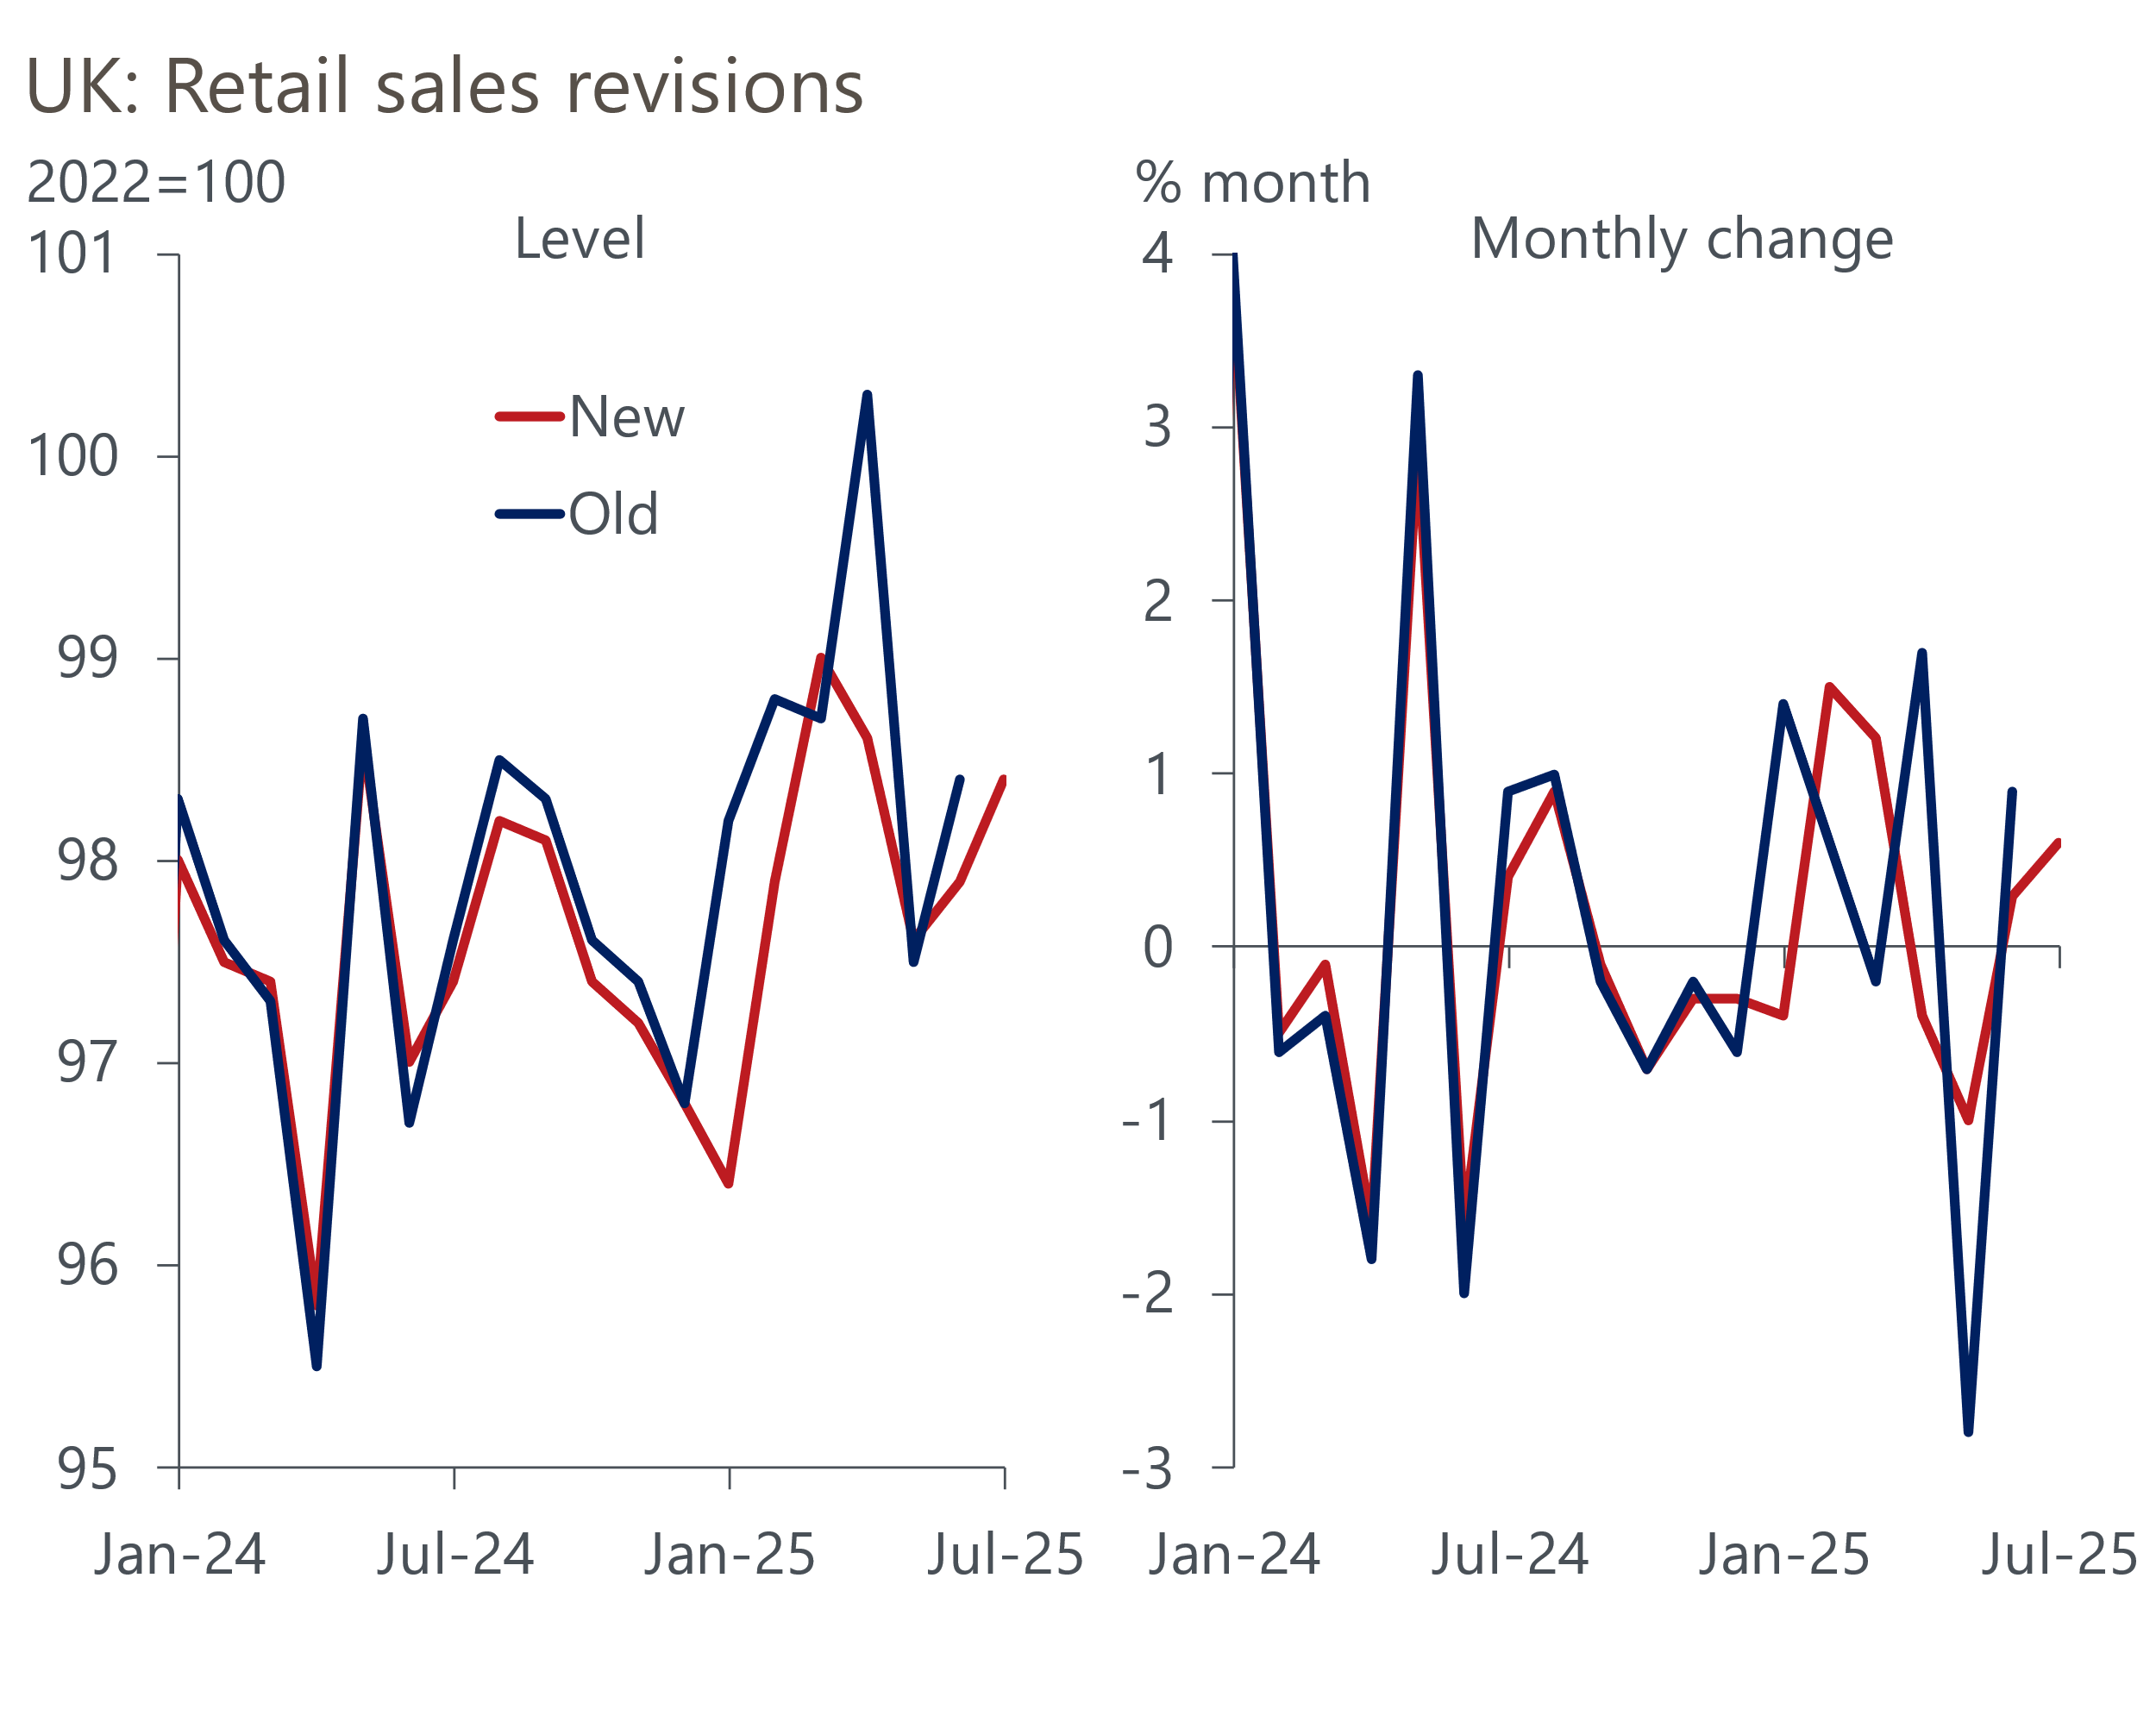 UK: Retail sales revisions
2022=100
Level
101
100
99
98
97
96
95
New
Old
Jan-24 Jul-24 Jan-25 Jul-25
% month
Monthly change
4
3
2
1
0
-1
-2
-3
Jan-24 Jul-24 Jan-25 Jul-25